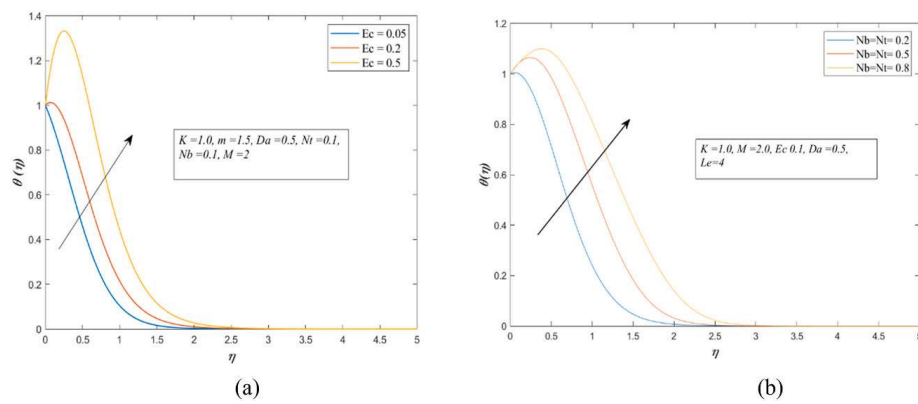 1.4
1.2
1
0.8
0.6
0.4
0.2
0
θ(η)
0 0.5 1 1.5 2 2.5 3 3.5 4 4.5 5
η
Ec = 0.05
Ec = 0.2
Ec = 0.5
K =1.0, m =1.5, Da =0.5, Nt =0.1,
Nb =0.1, M =2
(a)
1.2
1
0.8
0.6
0.4
0.2
0
θ(η)
0 0.5 1 1.5 2 2.5 3 3.5 4 4.5 5
η
Nb=Nt= 0.2
Nb=Nt= 0.5
Nb=Nt= 0.8
K =1.0, M =2.0, Ec 0.1, Da =0.5,
Le=4
(b)